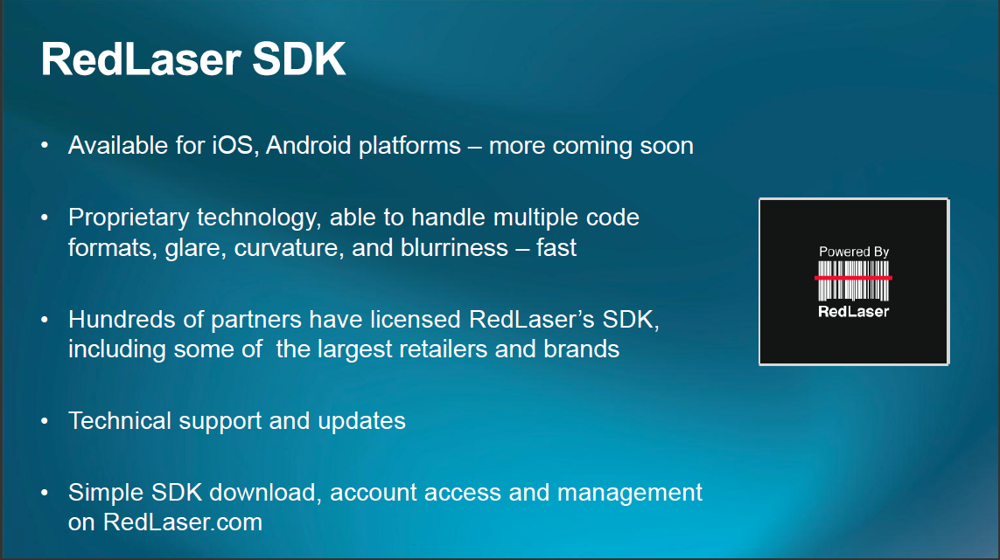 RedLaser SDK
• Available for iOS, Android platforms – more coming soon
• Proprietary technology, able to handle multiple code
formats, glare, curvature, and blurriness – fast
• Hundreds of partners have licensed RedLaser’s SDK,
including some of  the largest retailers and brands
• Technical support and updates
• Simple SDK download, account access and management
on RedLaser.com
Powered By
RedLaser